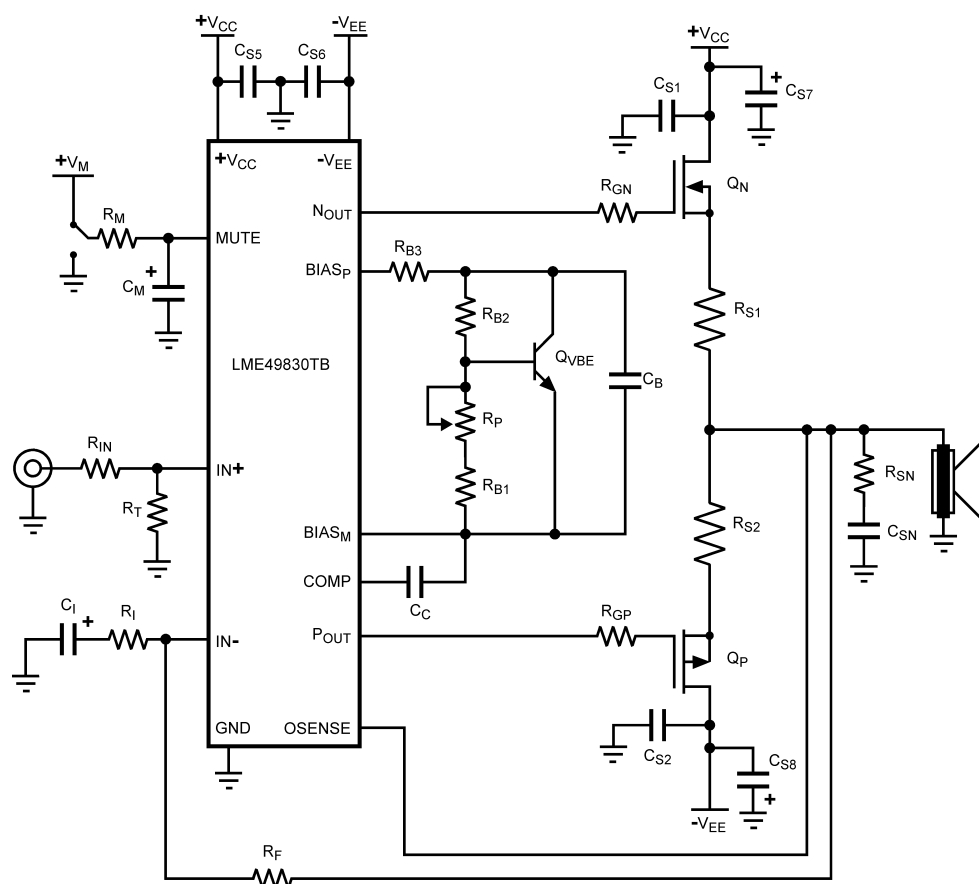 +VCC
-VEE
CS5
CS6
+VCC
CS1
+
CS7
+VCC
-VEE
+VM
RM
MUTE
+
CM
NOUT
RGN
QN
BIASP
RB3
RB2
QVBE
CB
RS1
LME49830TB
RP
RIN
IN+
RT
RB1
RSN
BIASM
RS2
CSN
COMP
CC
CI
+
RI
IN-
POUT
RGP
QP
GND
OSENSE
CS2
CS8
+
-VEE
RF